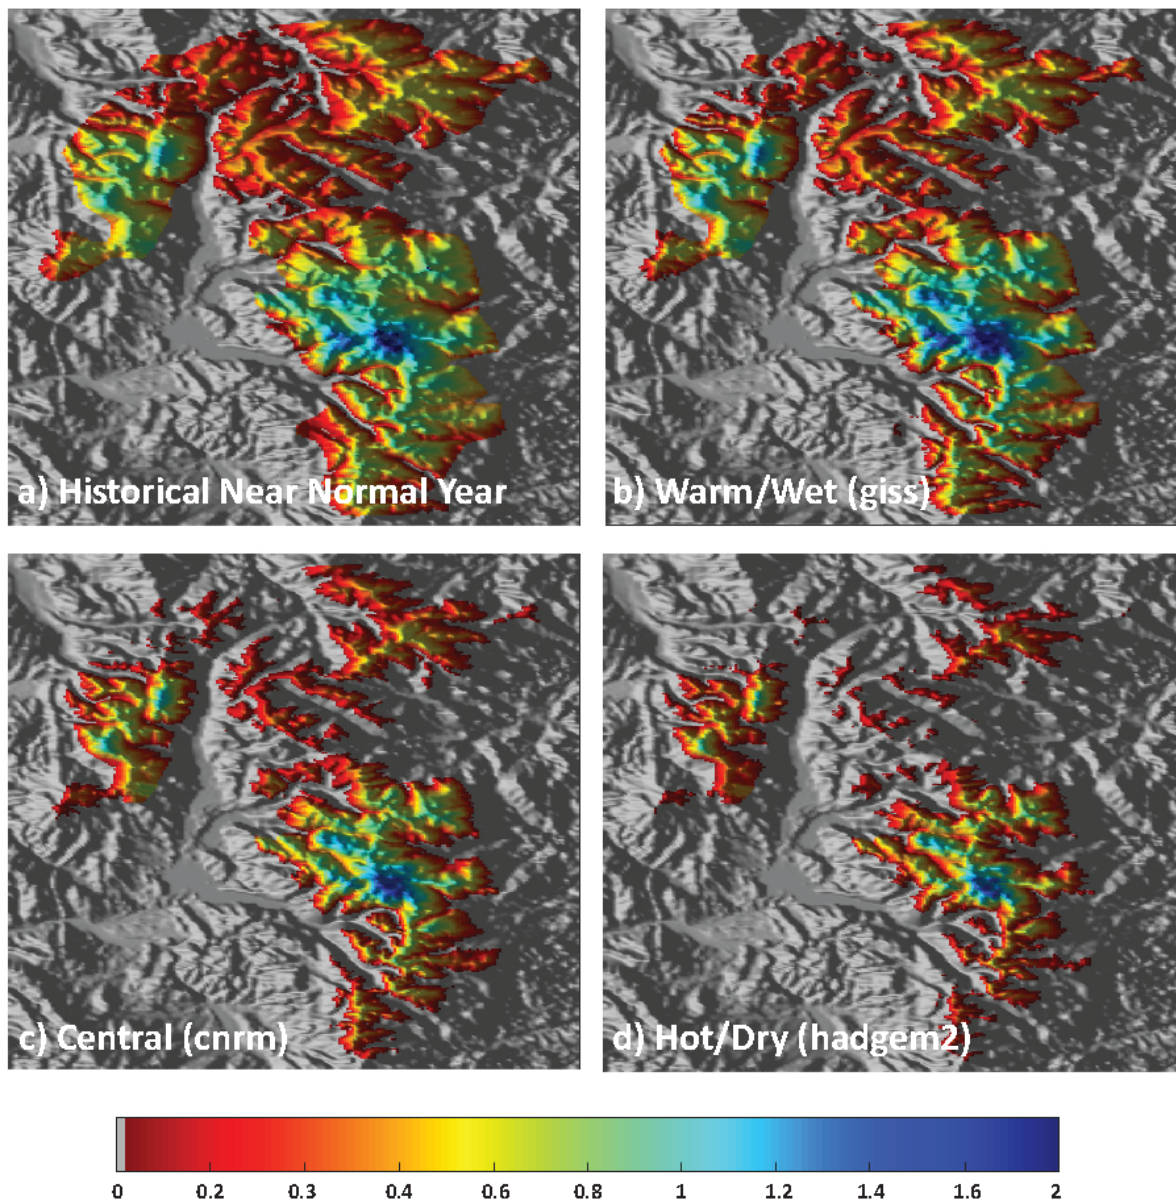 a) Historical Near Normal Year
b) Warm/Wet (giss)
c) Central (cnrm)
d) Hot/Dry (hadgem2)
0 0.2 0.3 0.4 0.6 0.8 1 1.2 1.4 1.6 2